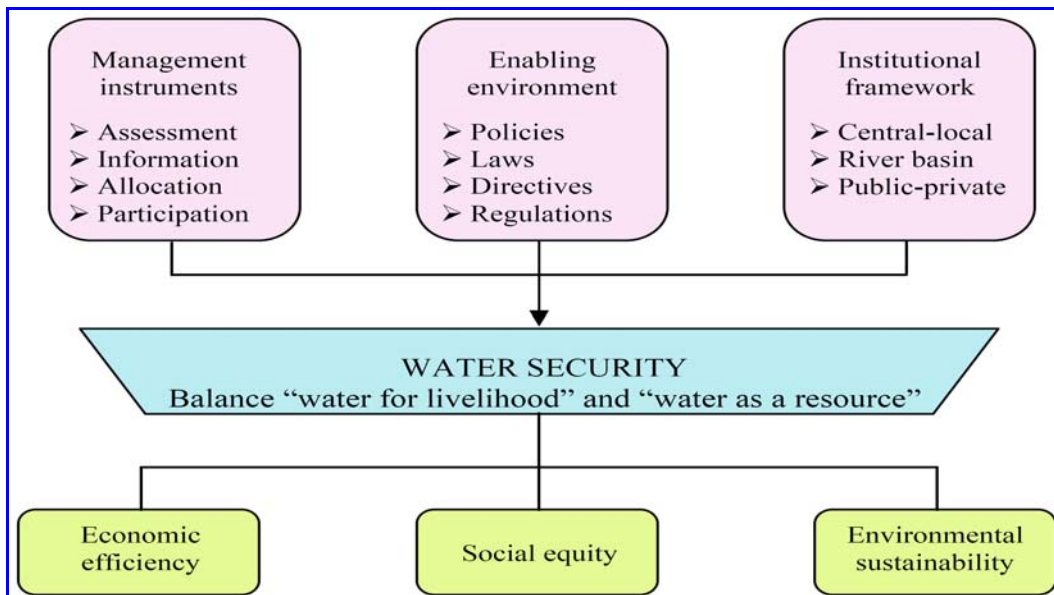 Management
instruments
➢ Assessment
➢ Information
➢ Allocation
➢ Participation
Enabling
environment
➢ Policies
➢ Laws
➢ Directives
➢ Regulations
Institutional
framework
➢ Central-local
➢ River basin
➢ Public-private
WATER SECURITY
Balance “water for livelihood” and “water as a resource”
Economic
efficiency
Social equity
Environmental
sustainability